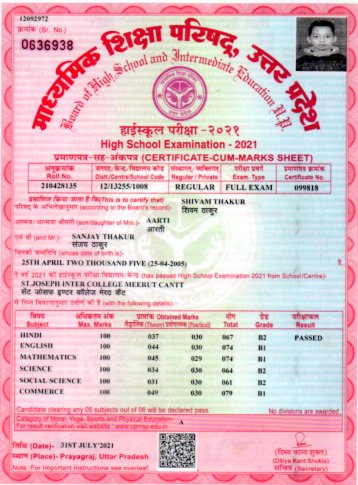 12092972
क्रमांक (Sr. No.)
0636938
माध्यमिक शिक्षा परिषद्, उत्तर प्रदेश
Board of High School and Intermediate Education U.P.
हाईस्कूल परीक्षा -२०२१
High School Examination - 2021
प्रमाणपत्र-सह-अंकपत्र (CERTIFICATE-CUM-MARKS SHEET)
अनुक्रमांक जनपद/केन्द्र/विद्यालय कोड संस्थागत/व्यक्तिगत परीक्षा प्रवर्ग प्रमाणपत्र क्रमांक
Roll No. Distt./Centre/School Code Regular / Private Exam. Type Certificate No.
210428135 12/13255/1008 REGULAR FULL EXAM 099818
प्रमाणित किया जाता है कि(This is to certify that) SHIVAM THAKUR
परिषद के अभिलेखानुसार (according to the Board's record) शिवम ठाकुर
आत्मज/आत्मजा श्रीमती (son/daughter of Mrs.) AARTI
आरती
एवं श्री (and Mr.) SANJAY THAKUR
संजय ठाकुर
जिनकी जन्मतिथि (whose date of birth is)-
25TH APRIL TWO THOUSAND FIVE (25-04-2005) है,
ने वर्ष 2021 की हाईस्कूल परीक्षा विद्यालय/केन्द्र (has passed High School Examination 2021 from School/Centre)-
ST.JOSEPH INTER COLLEGE MEERUT CANTT
सेंट जोसफ इण्टर कॉलेज मेरठ कैंट
से निम्न विवरणानुसार उत्तीर्ण की है (with the following details):-
विषय अधिकतम अंक प्राप्तांक Obtained Marks योग ग्रेड परीक्षाफल
Subject Max. Marks सैद्धान्तिक (Theory) प्रयोगात्मक (Practical) Total Grade Result
HINDI 100 037 030 067 B2 PASSED
ENGLISH 100 044 030 074 B1
MATHEMATICS 100 045 029 074 B1
SCIENCE 100 034 030 064 B2
SOCIAL SCIENCE 100 031 030 061 B2
COMMERCE 100 049 030 079 B1
Candidate clearing any 05 subjects out of 06 will be declared pass. No divisions are awarded
Category of Moral, Yoga, Sports and Physical Education- A
For result verification visit website : www.upmsp.edu.in
तिथि (Date)- 31ST JULY'2021
स्थान (Place)- Prayagraj, Uttar Pradesh
Note :For Important Instructions see overleaf.
(दिव्य कान्त शुक्ल)
(Dibya Kant Shukla)
सचिव (Secretary)